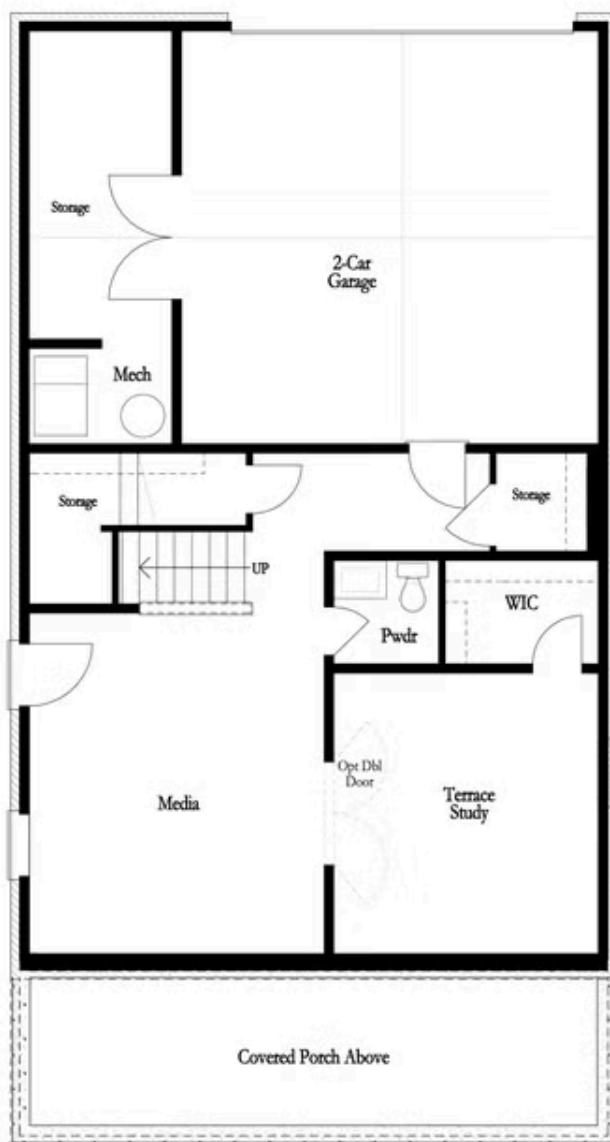 Storage
2-Car
Garage
Mech
Storage
Storage
UP
WIC
Pwdr
Opt Dbl
Door
Media
Terrace
Study
Covered Porch Above